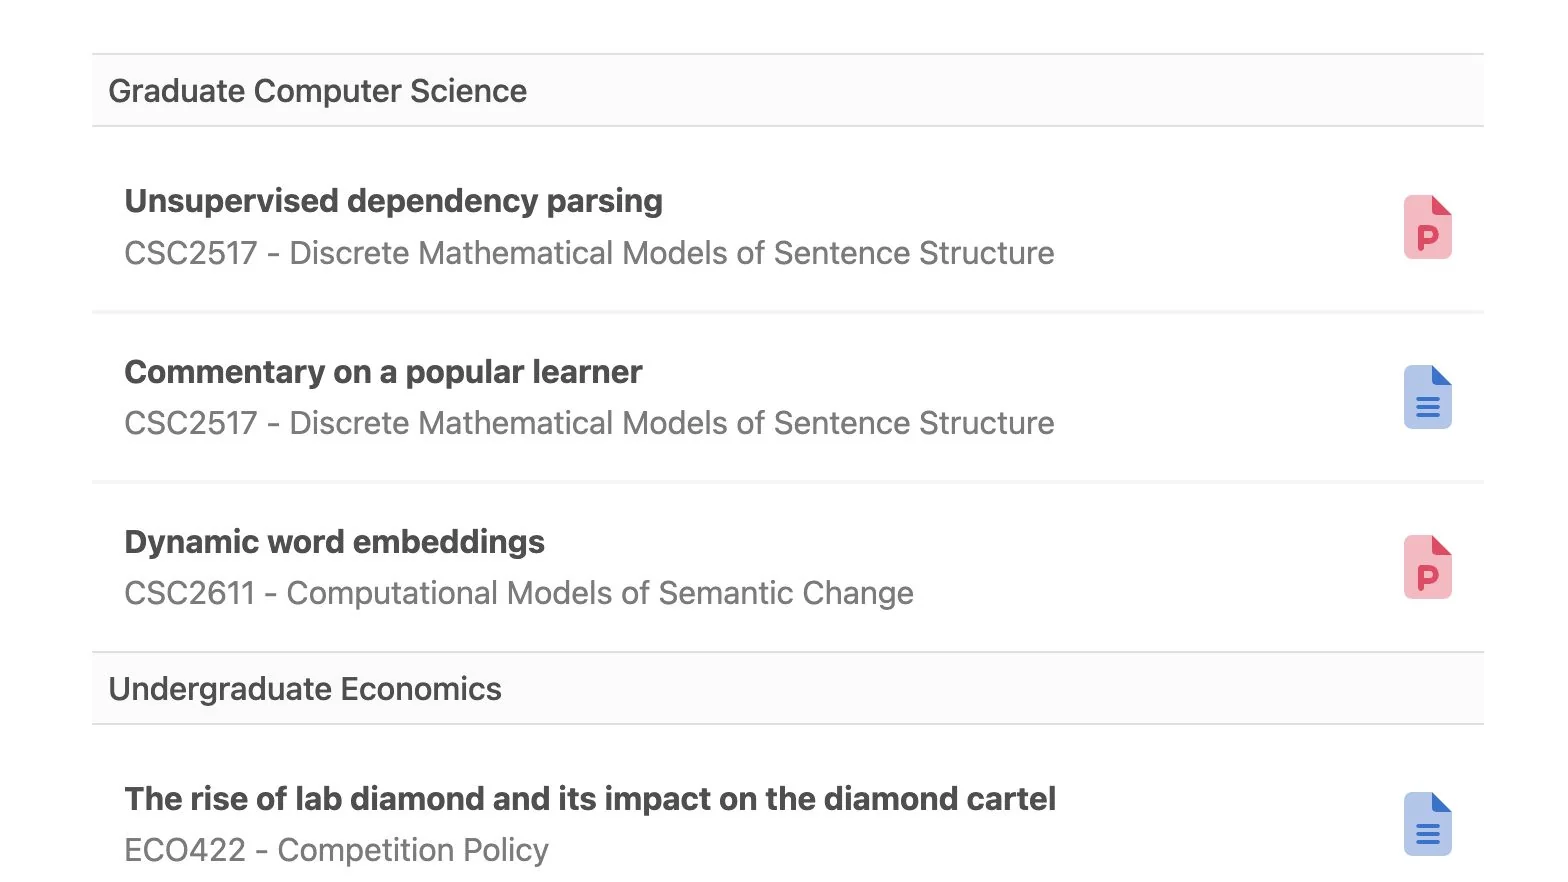 Graduate Computer Science
Unsupervised dependency parsing
CSC2517 - Discrete Mathematical Models of Sentence Structure
P
Commentary on a popular learner
CSC2517 - Discrete Mathematical Models of Sentence Structure
Dynamic word embeddings
CSC2611 - Computational Models of Semantic Change
P
Undergraduate Economics
The rise of lab diamond and its impact on the diamond cartel
ECO422 - Competition Policy